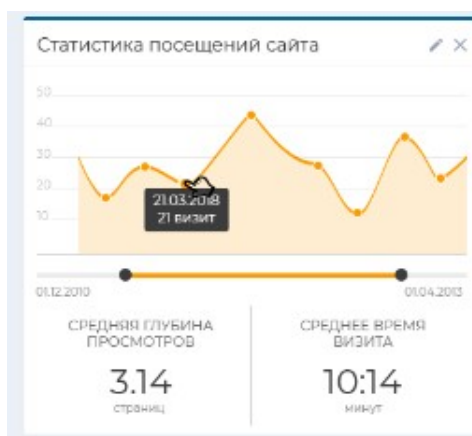 Статистика посещений сайта
50
40
30
20
10
21.03.2018
21 визит
01.12.2010
01.04.2013
СРЕДНЯЯ ГЛУБИНА
ПРОСМОТРОВ
3.14
страниц
СРЕДНЕЕ ВРЕМЯ
ВИЗИТА
10:14
минут